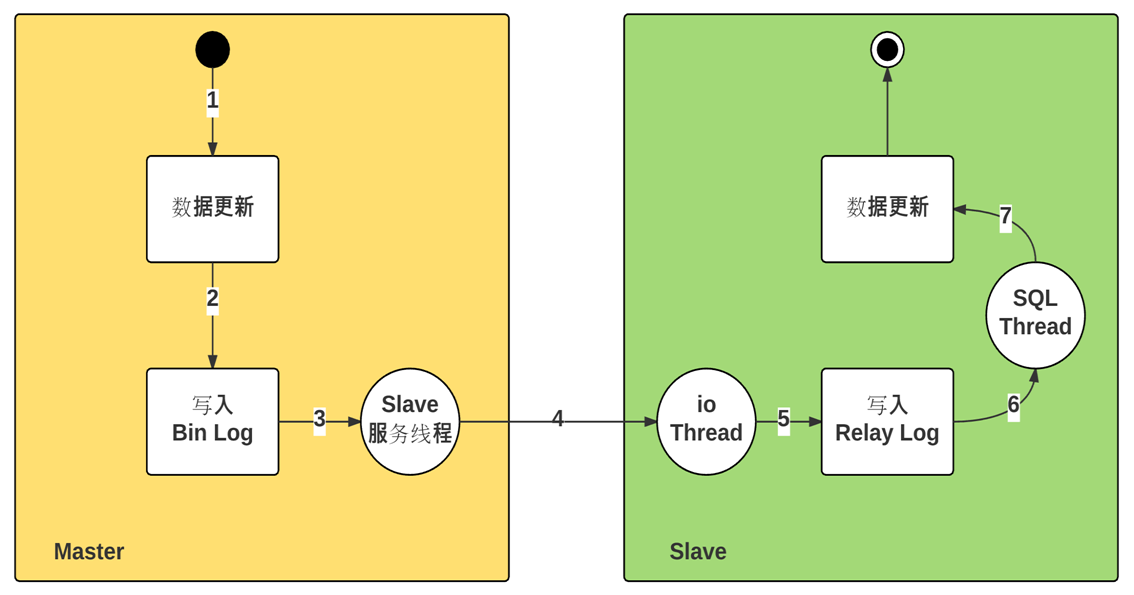 1
数据更新
2
写入
Bin Log
3
Slave
服务线程
Master
4
io
Thread
5
写入
Relay Log
6
SQL
Thread
7
数据更新
Slave